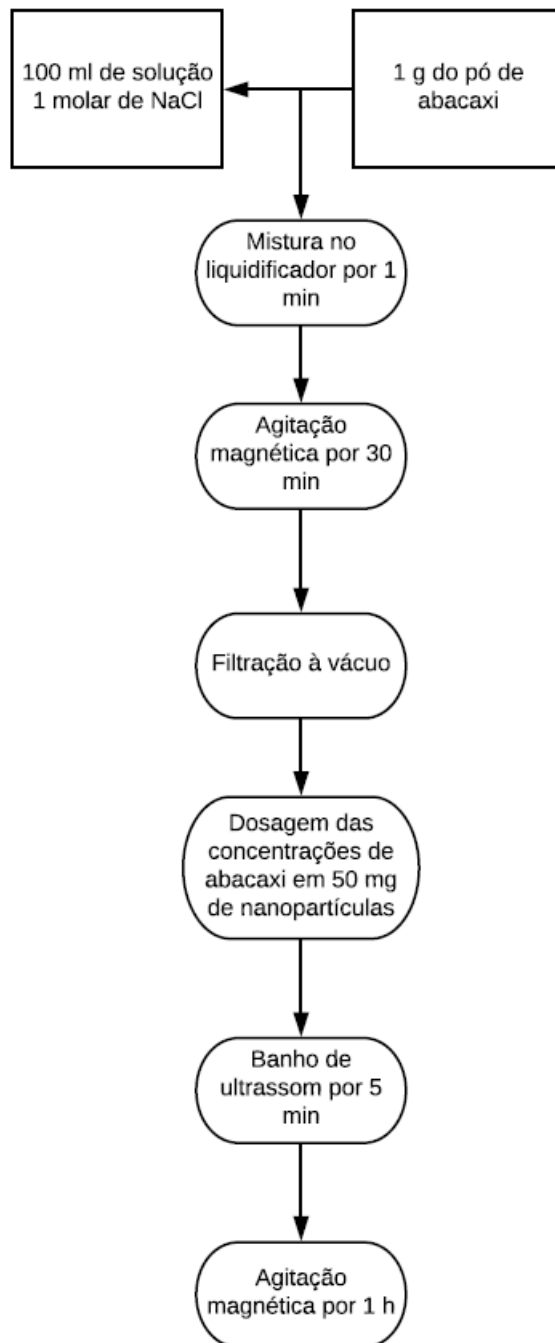 100 ml de solução
1 molar de NaCl
1 g do pó de
abacaxi
Mistura no
liquidificador por 1
min
Agitação
magnética por 30
min
Filtração à vácuo
Dosagem das
concentrações de
abacaxi em 50 mg
de nanopartículas
Banho de
ultrassom por 5
min
Agitação
magnética por 1 h